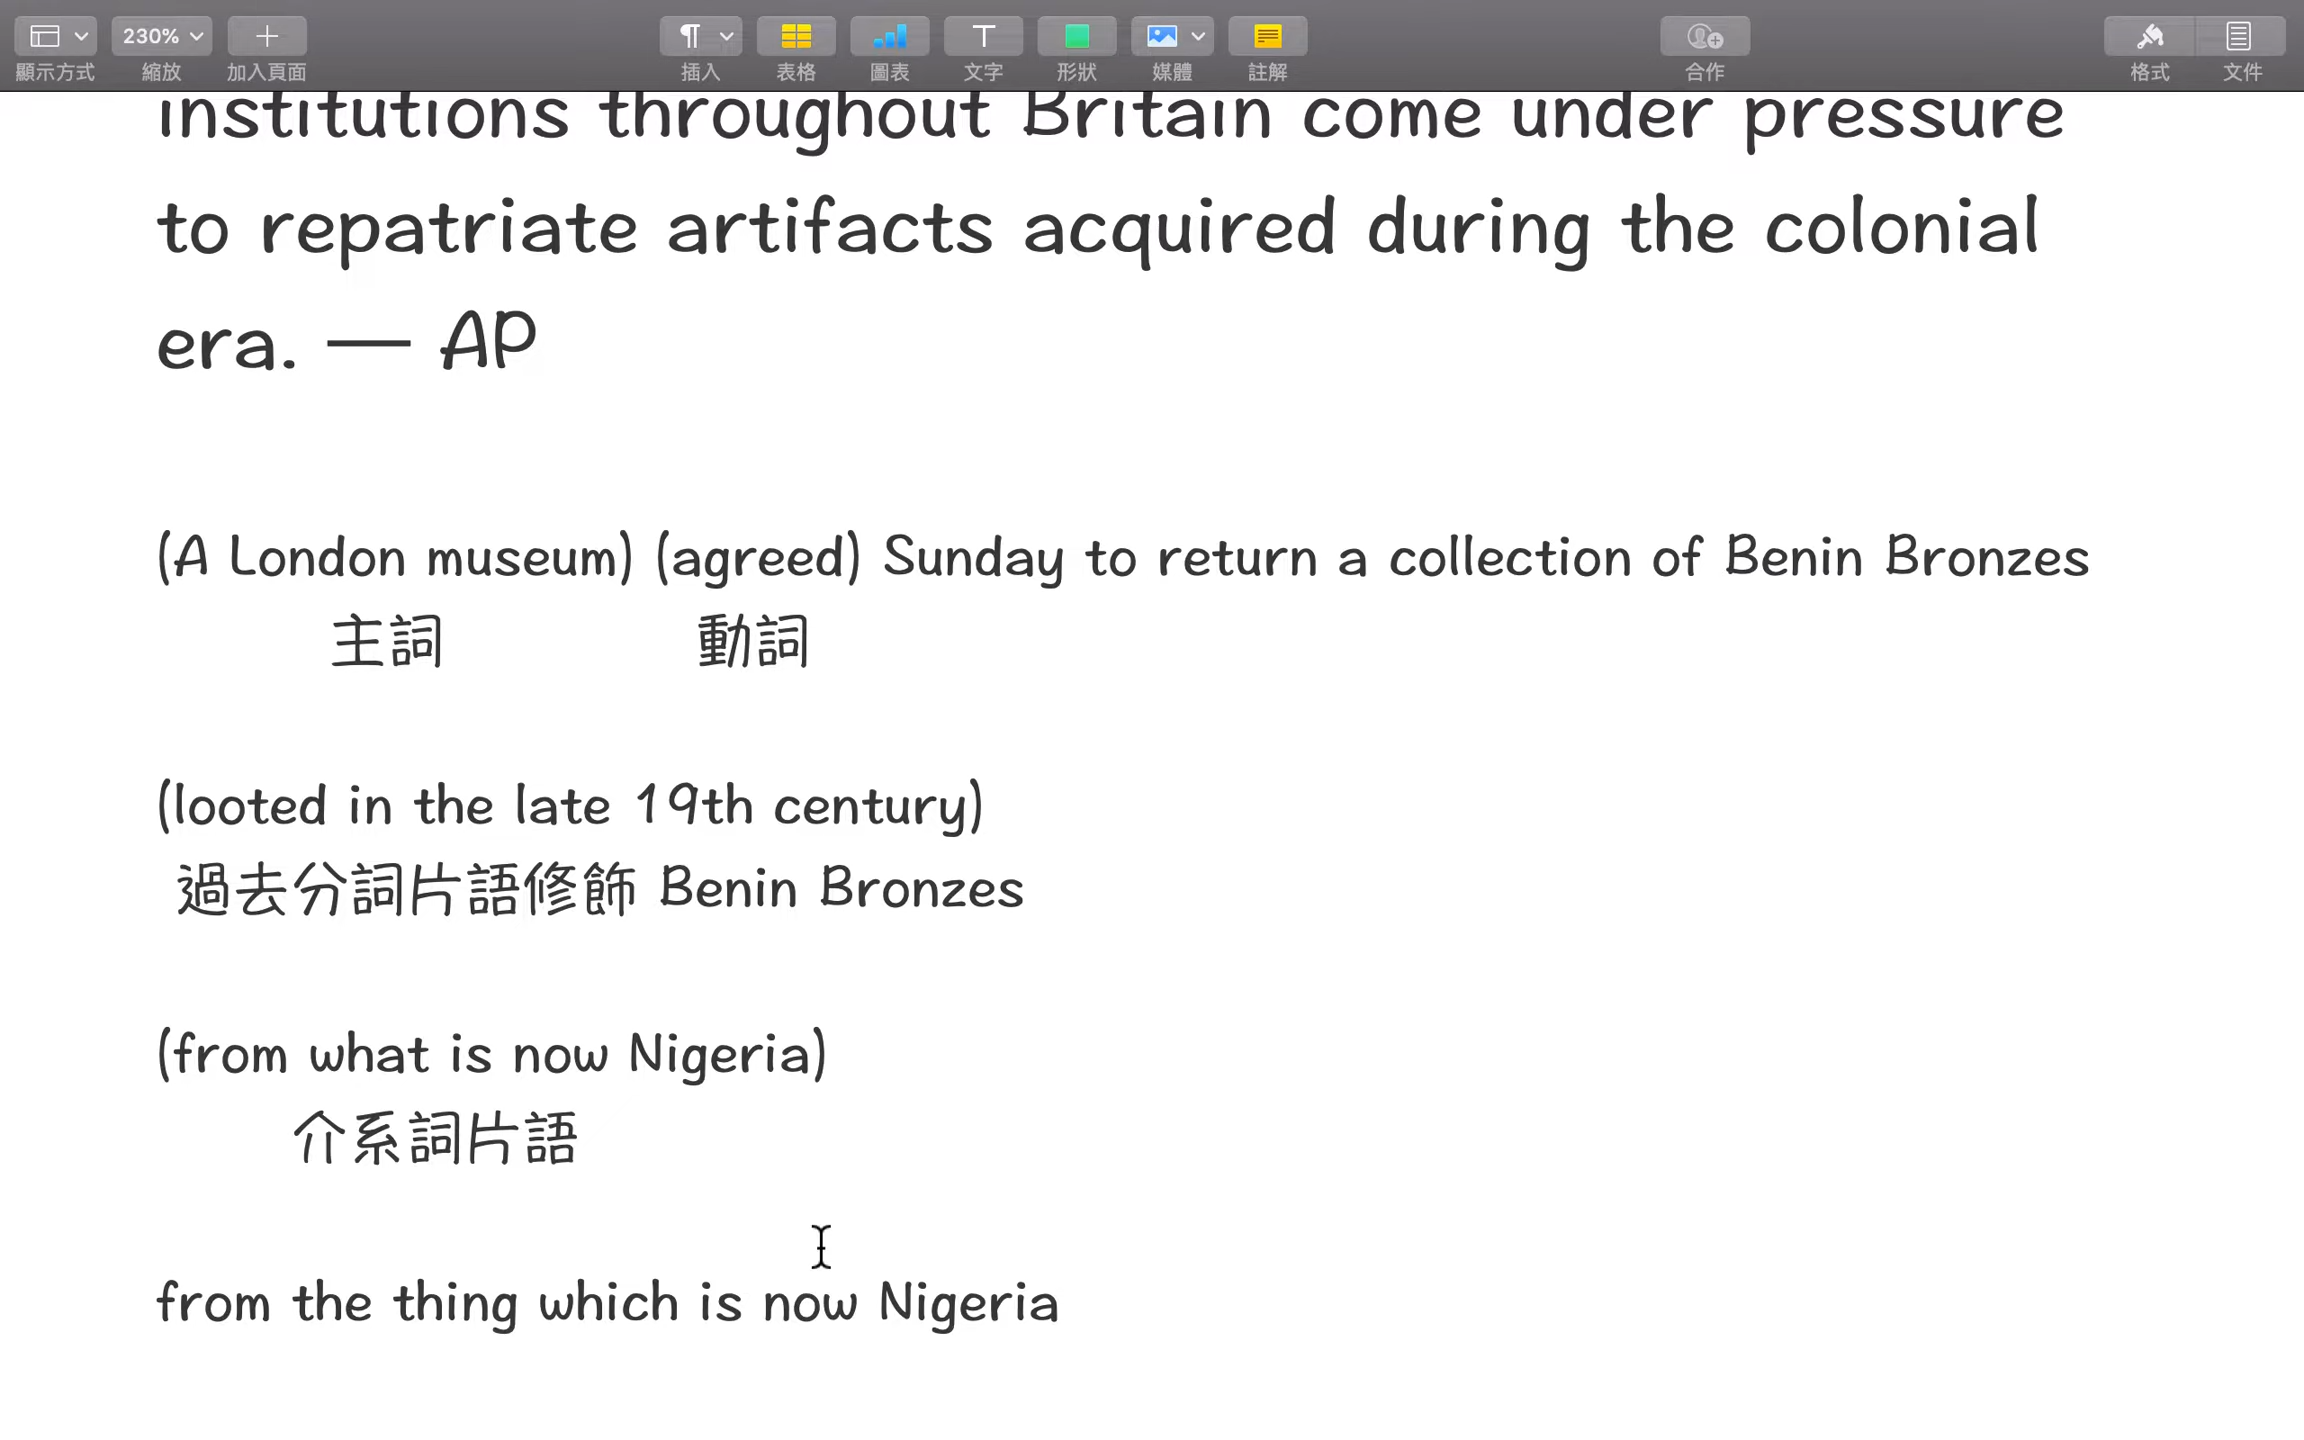 230%
顯示方式 縮放 加入頁面 插入 表格 圖表 文字 形狀 媒體 註解 合作 格式 文件
institutions throughout Britain come under pressure
to repatriate artifacts acquired during the colonial
era. — AP
(A London museum) (agreed) Sunday to return a collection of Benin Bronzes
主詞 動詞
(looted in the late 19th century)
過去分詞片語修飾 Benin Bronzes
(from what is now Nigeria)
介系詞片語
from the thing which is now Nigeria